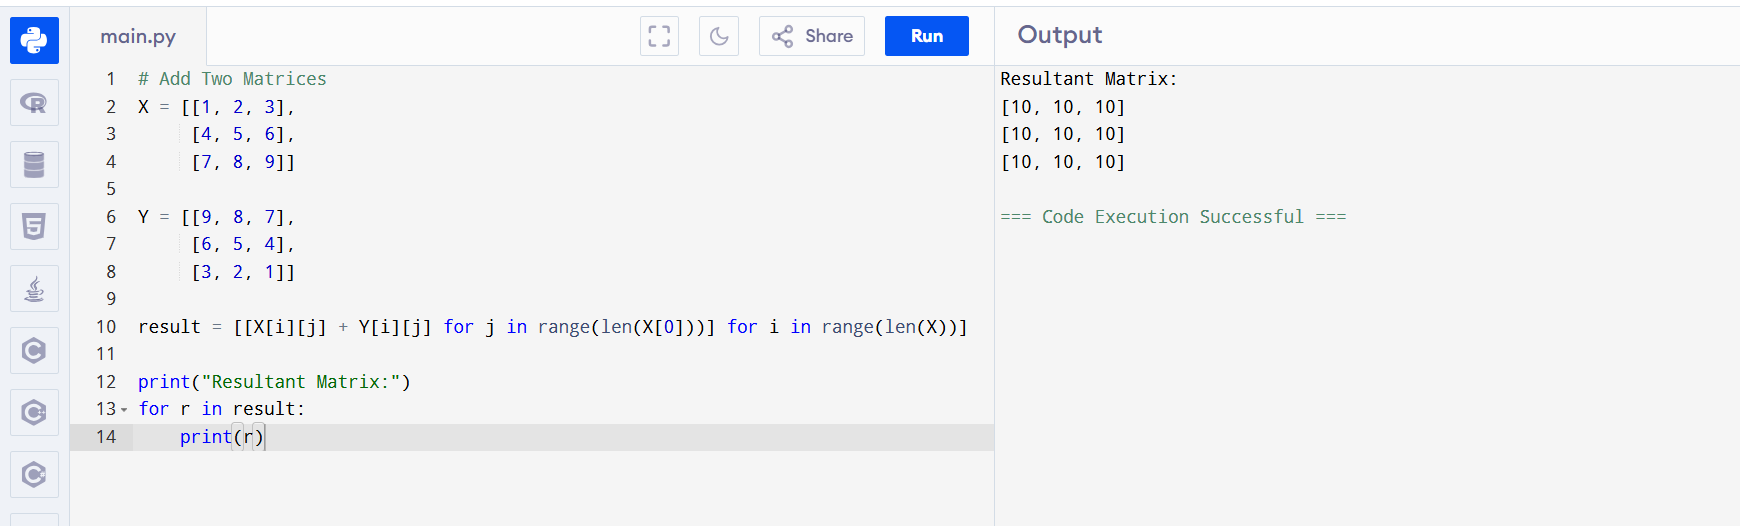 main.py
Share
Run
Output
1 # Add Two Matrices
2 X = [[1, 2, 3],
3      [4, 5, 6],
4      [7, 8, 9]]
5
6 Y = [[9, 8, 7],
7      [6, 5, 4],
8      [3, 2, 1]]
9
10 result = [[X[i][j] + Y[i][j] for j in range(len(X[0]))] for i in range(len(X))]
11
12 print("Resultant Matrix:")
13 for r in result:
14     print(r)
Resultant Matrix:
[10, 10, 10]
[10, 10, 10]
[10, 10, 10]
=== Code Execution Successful ===